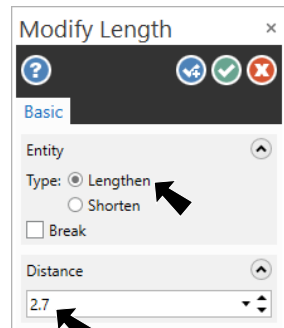 Modify Length
Basic
Entity
Type: Lengthen
Shorten
Break
Distance
2.7